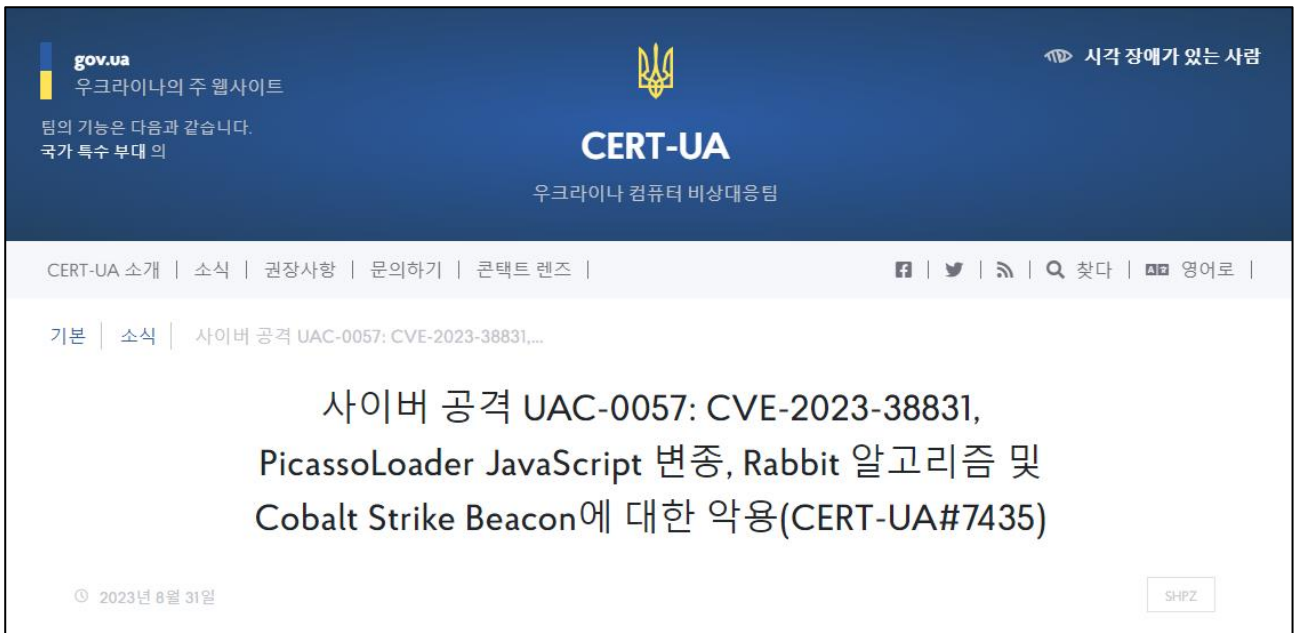 gov.ua
우크라이나의 주 웹사이트
팀의 기능은 다음과 같습니다.
국가 특수 부대 의
CERT-UA
우크라이나 컴퓨터 비상대응팀
시각 장애가 있는 사람
CERT-UA 소개 | 소식 | 권장사항 | 문의하기 | 콘택트 렌즈 |
찾다 | 영어로 |
기본 | 소식 | 사이버 공격 UAC-0057: CVE-2023-38831,...
사이버 공격 UAC-0057: CVE-2023-38831,
PicassoLoader JavaScript 변종, Rabbit 알고리즘 및
Cobalt Strike Beacon에 대한 악용(CERT-UA#7435)
2023년 8월 31일
SHPZ